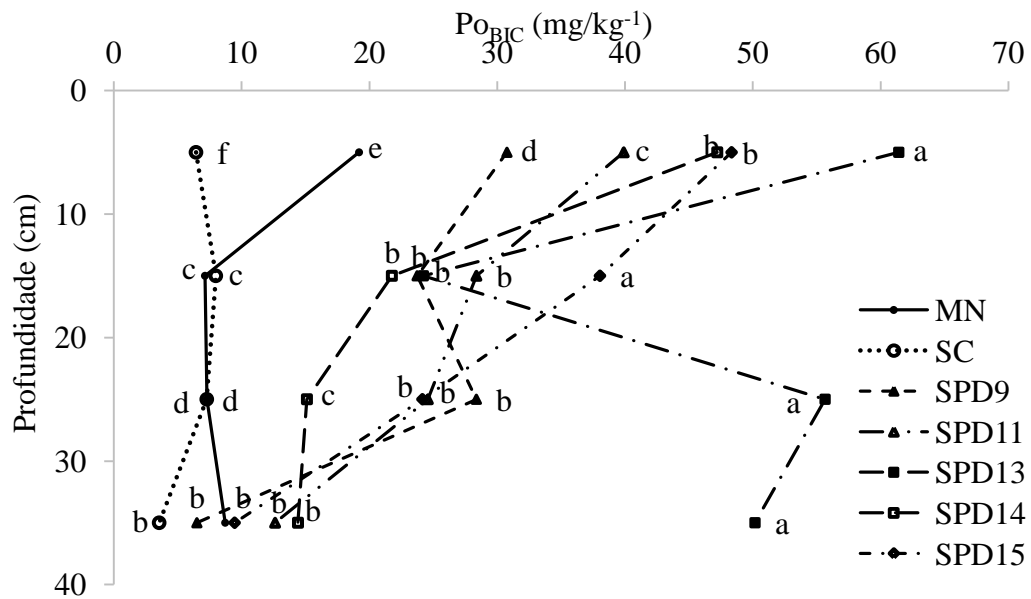 Po_BIC (mg/kg⁻¹)
0 10 20 30 40 50 60 70
0
f e d c b b a
10
c c b b b b a
20
d d c b b b a
30
b b b b b a
40
Profundidade (cm)
MN
SC
SPD9
SPD11
SPD13
SPD14
SPD15